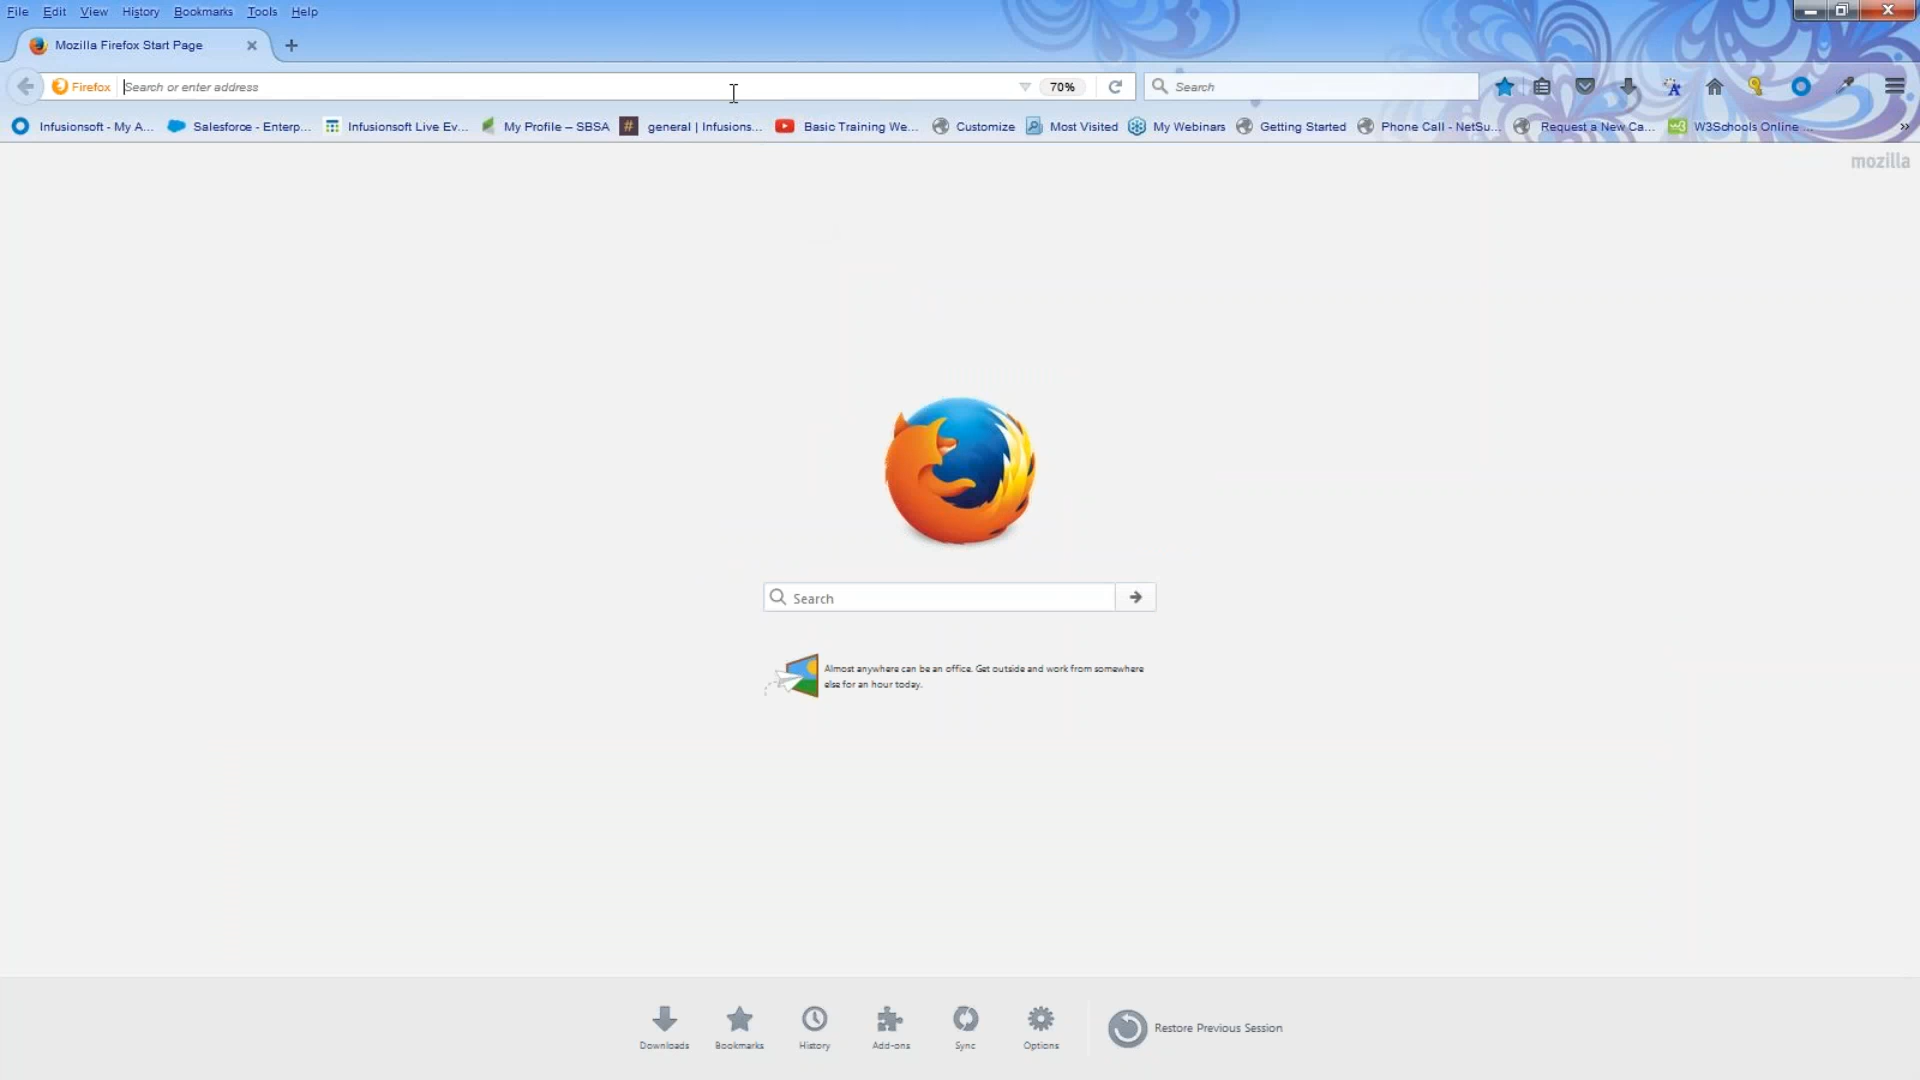 File Edit View History Bookmarks Tools Help
Mozilla Firefox Start Page
Firefox Search or enter address 70% Search
Infusionsoft - My A... Salesforce - Enterp... Infusionsoft Live Ev... My Profile – SBSA general | Infusions... Basic Training We... Customize Most Visited My Webinars Getting Started Phone Call - NetSu... Request a New Ca... W3Schools Online ...
mozilla
Search
Almost anywhere can be an office. Get outside and work from somewhere
else for an hour today.
Downloads Bookmarks History Add-ons Sync Options Restore Previous Session